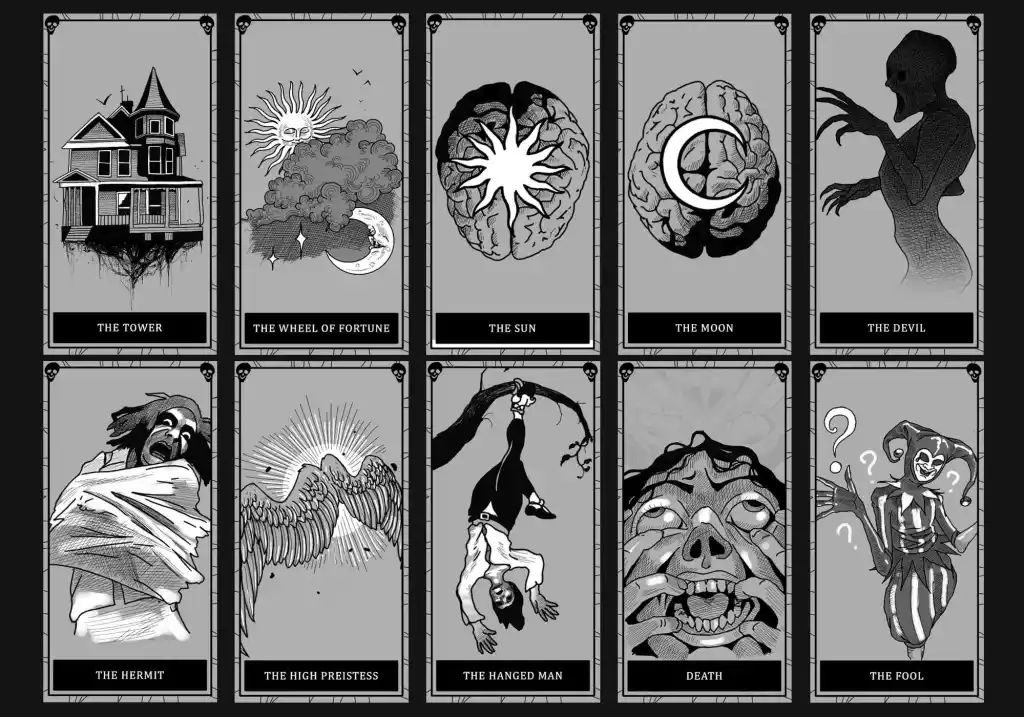 THE TOWER
THE WHEEL OF FORTUNE
THE SUN
THE MOON
THE DEVIL
THE HERMIT
THE HIGH PREISTESS
THE HANGED MAN
DEATH
? ? ? ? ?
THE FOOL